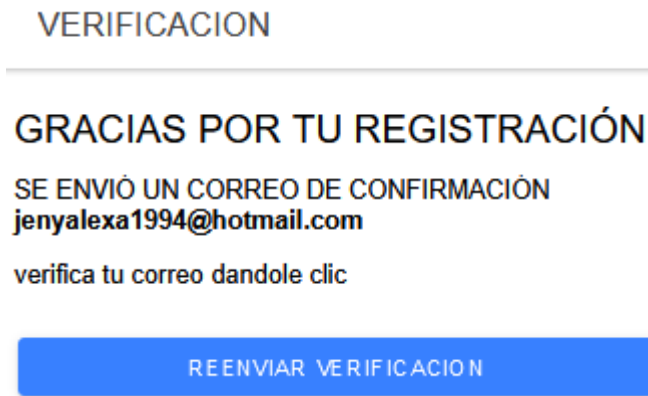 VERIFICACION
GRACIAS POR TU REGISTRACIÓN
SE ENVIÓ UN CORREO DE CONFIRMACIÓN
jenyalexa1994@hotmail.com
verifica tu correo dandole clic
REENVIAR VERIFICACION